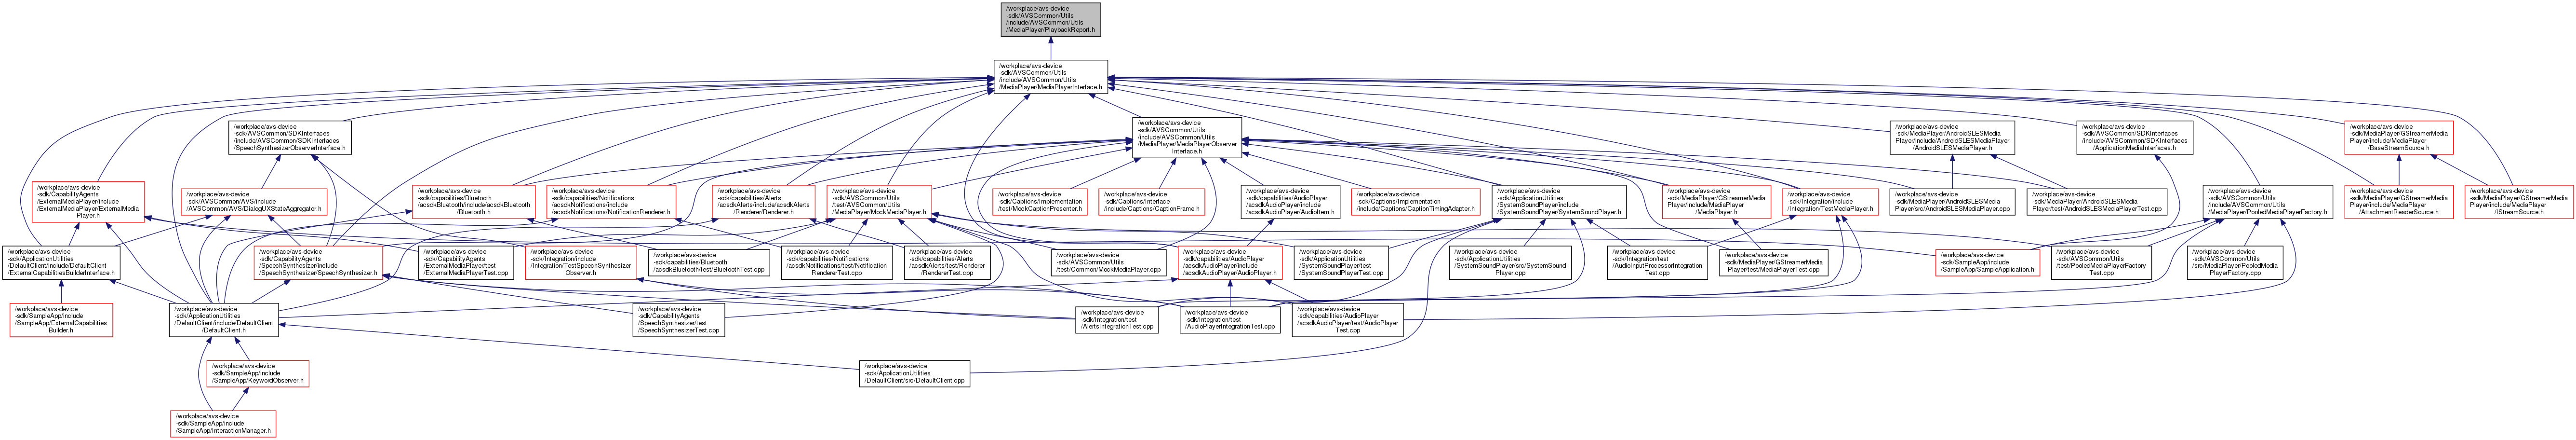 /workplace/avs-device
-sdk/AVSCommon/Utils
/include/AVSCommon/Utils
/MediaPlayer/PlaybackReport.h
/workplace/avs-device
-sdk/AVSCommon/Utils
/include/AVSCommon/Utils
/MediaPlayer/MediaPlayerInterface.h
/workplace/avs-device
-sdk/AVSCommon/SDKInterfaces
/include/AVSCommon/SDKInterfaces
/SpeechSynthesizerObserverInterface.h
/workplace/avs-device
-sdk/AVSCommon/Utils
/include/AVSCommon/Utils
/MediaPlayer/MediaPlayerObserver
Interface.h
/workplace/avs-device
-sdk/MediaPlayer/AndroidSLESMedia
Player/include/AndroidSLESMediaPlayer
/AndroidSLESMediaPlayer.h
/workplace/avs-device
-sdk/AVSCommon/SDKInterfaces
/include/AVSCommon/SDKInterfaces
/ApplicationMediaInterfaces.h
/workplace/avs-device
-sdk/MediaPlayer/GStreamerMedia
Player/include/MediaPlayer
/BaseStreamSource.h
/workplace/avs-device
-sdk/CapabilityAgents
/ExternalMediaPlayer/include
/ExternalMediaPlayer/ExternalMedia
Player.h
/workplace/avs-device
-sdk/AVSCommon/AVS/include
/AVSCommon/AVS/DialogUXStateAggregator.h
/workplace/avs-device
-sdk/capabilities/Bluetooth
/acsdkBluetooth/include/acsdkBluetooth
/Bluetooth.h
/workplace/avs-device
-sdk/capabilities/Notifications
/acsdkNotifications/include
/acsdkNotifications/NotificationRenderer.h
/workplace/avs-device
-sdk/capabilities/Alerts
/acsdkAlerts/include/acsdkAlerts
/Renderer/Renderer.h
/workplace/avs-device
-sdk/AVSCommon/Utils
/test/AVSCommon/Utils
/MediaPlayer/MockMediaPlayer.h
/workplace/avs-device
-sdk/Captions/Implementation
/test/MockCaptionPresenter.h
/workplace/avs-device
-sdk/Captions/Interface
/include/Captions/CaptionFrame.h
/workplace/avs-device
-sdk/capabilities/AudioPlayer
/acsdkAudioPlayer/include
/acsdkAudioPlayer/AudioItem.h
/workplace/avs-device
-sdk/Captions/Implementation
/include/Captions/CaptionTimingAdapter.h
/workplace/avs-device
-sdk/ApplicationUtilities
/SystemSoundPlayer/include
/SystemSoundPlayer/SystemSoundPlayer.h
/workplace/avs-device
-sdk/MediaPlayer/GStreamerMedia
Player/include/MediaPlayer
/MediaPlayer.h
/workplace/avs-device
-sdk/Integration/include
/Integration/TestMediaPlayer.h
/workplace/avs-device
-sdk/MediaPlayer/AndroidSLESMedia
Player/src/AndroidSLESMediaPlayer.cpp
/workplace/avs-device
-sdk/MediaPlayer/AndroidSLESMedia
Player/test/AndroidSLESMediaPlayerTest.cpp
/workplace/avs-device
-sdk/AVSCommon/Utils
/include/AVSCommon/Utils
/MediaPlayer/PooledMediaPlayerFactory.h
/workplace/avs-device
-sdk/MediaPlayer/GStreamerMedia
Player/include/MediaPlayer
/AttachmentReaderSource.h
/workplace/avs-device
-sdk/MediaPlayer/GStreamerMedia
Player/include/MediaPlayer
/IStreamSource.h
/workplace/avs-device
-sdk/ApplicationUtilities
/DefaultClient/include/DefaultClient
/ExternalCapabilitiesBuilderInterface.h
/workplace/avs-device
-sdk/CapabilityAgents
/SpeechSynthesizer/include
/SpeechSynthesizer/SpeechSynthesizer.h
/workplace/avs-device
-sdk/CapabilityAgents
/ExternalMediaPlayer/test
/ExternalMediaPlayerTest.cpp
/workplace/avs-device
-sdk/Integration/include
/Integration/TestSpeechSynthesizer
Observer.h
/workplace/avs-device
-sdk/capabilities/Bluetooth
/acsdkBluetooth/test/BluetoothTest.cpp
/workplace/avs-device
-sdk/capabilities/Notifications
/acsdkNotifications/test/Notification
RendererTest.cpp
/workplace/avs-device
-sdk/capabilities/Alerts
/acsdkAlerts/test/Renderer
/RendererTest.cpp
/workplace/avs-device
-sdk/AVSCommon/Utils
/test/Common/MockMediaPlayer.cpp
/workplace/avs-device
-sdk/capabilities/AudioPlayer
/acsdkAudioPlayer/include
/acsdkAudioPlayer/AudioPlayer.h
/workplace/avs-device
-sdk/ApplicationUtilities
/SystemSoundPlayer/test
/SystemSoundPlayerTest.cpp
/workplace/avs-device
-sdk/ApplicationUtilities
/SystemSoundPlayer/src/SystemSound
Player.cpp
/workplace/avs-device
-sdk/Integration/test
/AudioInputProcessorIntegration
Test.cpp
/workplace/avs-device
-sdk/MediaPlayer/GStreamerMedia
Player/test/MediaPlayerTest.cpp
/workplace/avs-device
-sdk/SampleApp/include
/SampleApp/SampleApplication.h
/workplace/avs-device
-sdk/AVSCommon/Utils
/test/PooledMediaPlayerFactory
Test.cpp
/workplace/avs-device
-sdk/AVSCommon/Utils
/src/MediaPlayer/PooledMedia
PlayerFactory.cpp
/workplace/avs-device
-sdk/SampleApp/include
/SampleApp/ExternalCapabilities
Builder.h
/workplace/avs-device
-sdk/ApplicationUtilities
/DefaultClient/include/DefaultClient
/DefaultClient.h
/workplace/avs-device
-sdk/CapabilityAgents
/SpeechSynthesizer/test
/SpeechSynthesizerTest.cpp
/workplace/avs-device
-sdk/Integration/test
/AlertsIntegrationTest.cpp
/workplace/avs-device
-sdk/Integration/test
/AudioPlayerIntegrationTest.cpp
/workplace/avs-device
-sdk/capabilities/AudioPlayer
/acsdkAudioPlayer/test/AudioPlayer
Test.cpp
/workplace/avs-device
-sdk/SampleApp/include
/SampleApp/KeywordObserver.h
/workplace/avs-device
-sdk/ApplicationUtilities
/DefaultClient/src/DefaultClient.cpp
/workplace/avs-device
-sdk/SampleApp/include
/SampleApp/InteractionManager.h